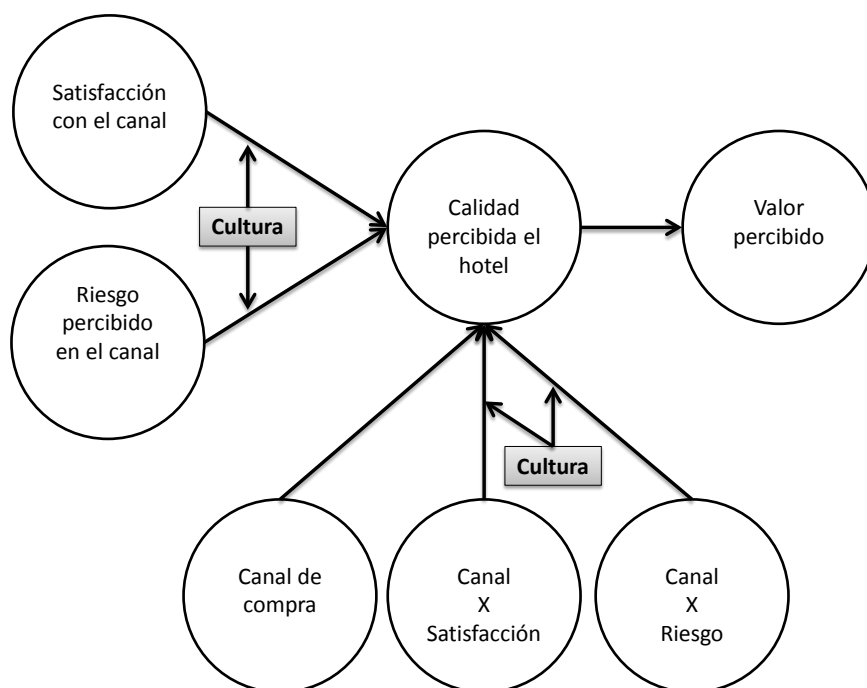 Satisfacción
con el canal
Cultura
Riesgo
percibido
en el canal
Calidad
percibida el
hotel
Valor
percibido
Cultura
Canal de
compra
Canal
X
Satisfacción
Canal
X
Riesgo